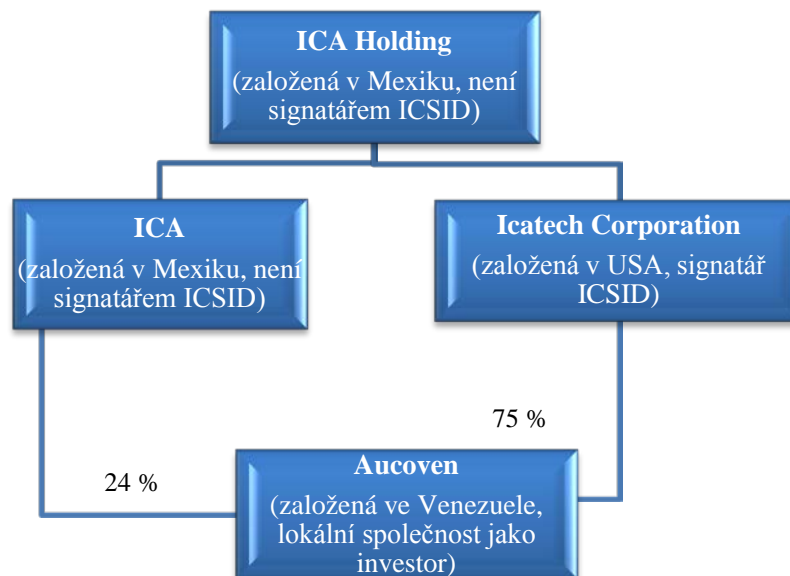 ICA Holding
(založená v Mexiku, není
signatářem ICSID)
ICA
(založená v Mexiku, není
signatářem ICSID)
Icatech Corporation
(založená v USA, signatář
ICSID)
75 %
24 %
Aucoven
(založená ve Venezuele,
lokální společnost jako
investor)